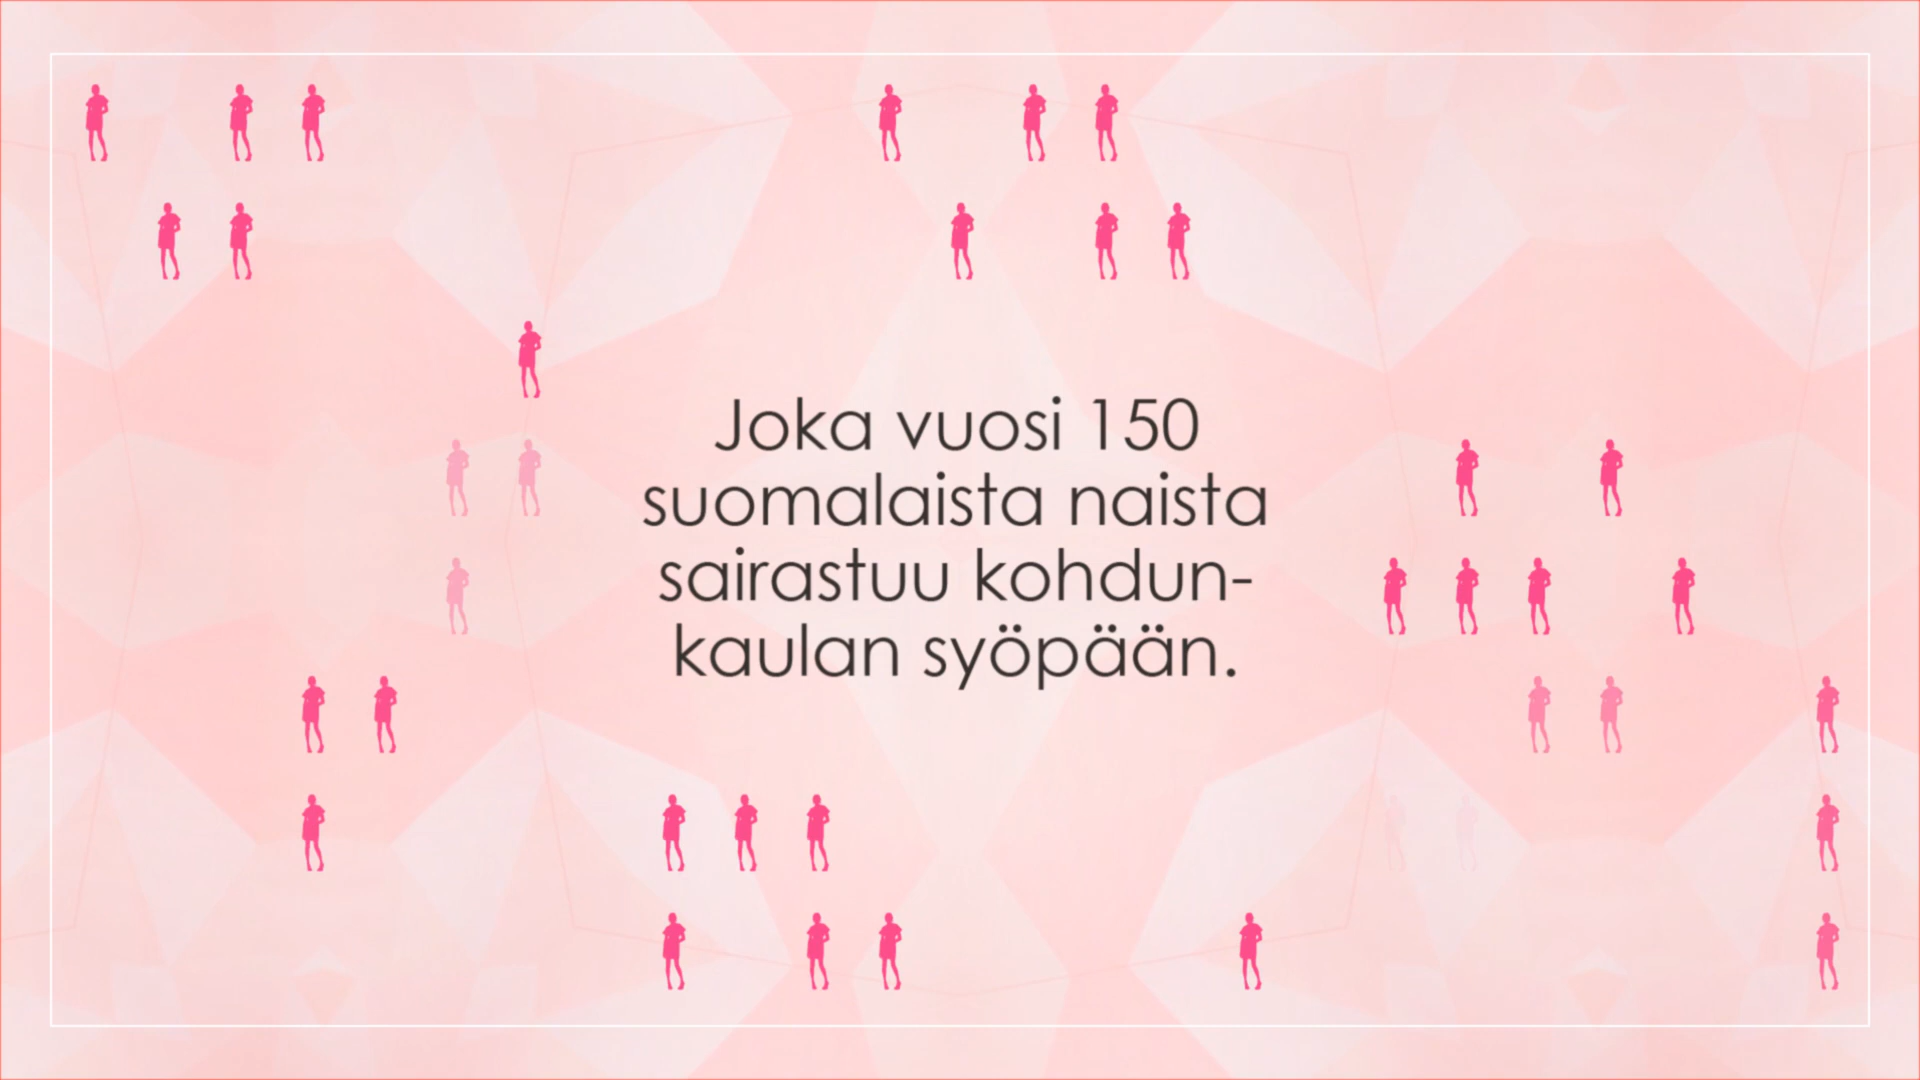 Joka vuosi 150
suomalaista naista
sairastuu kohdun-
kaulan syöpään.